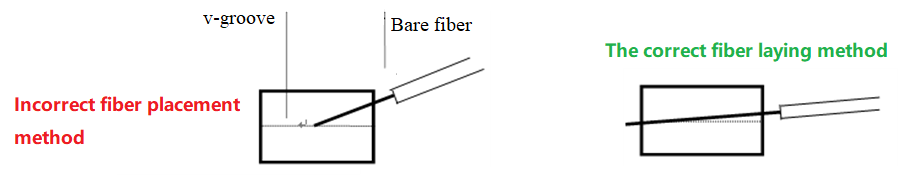 v-groove
Bare fiber
Incorrect fiber placement
method
The correct fiber laying method